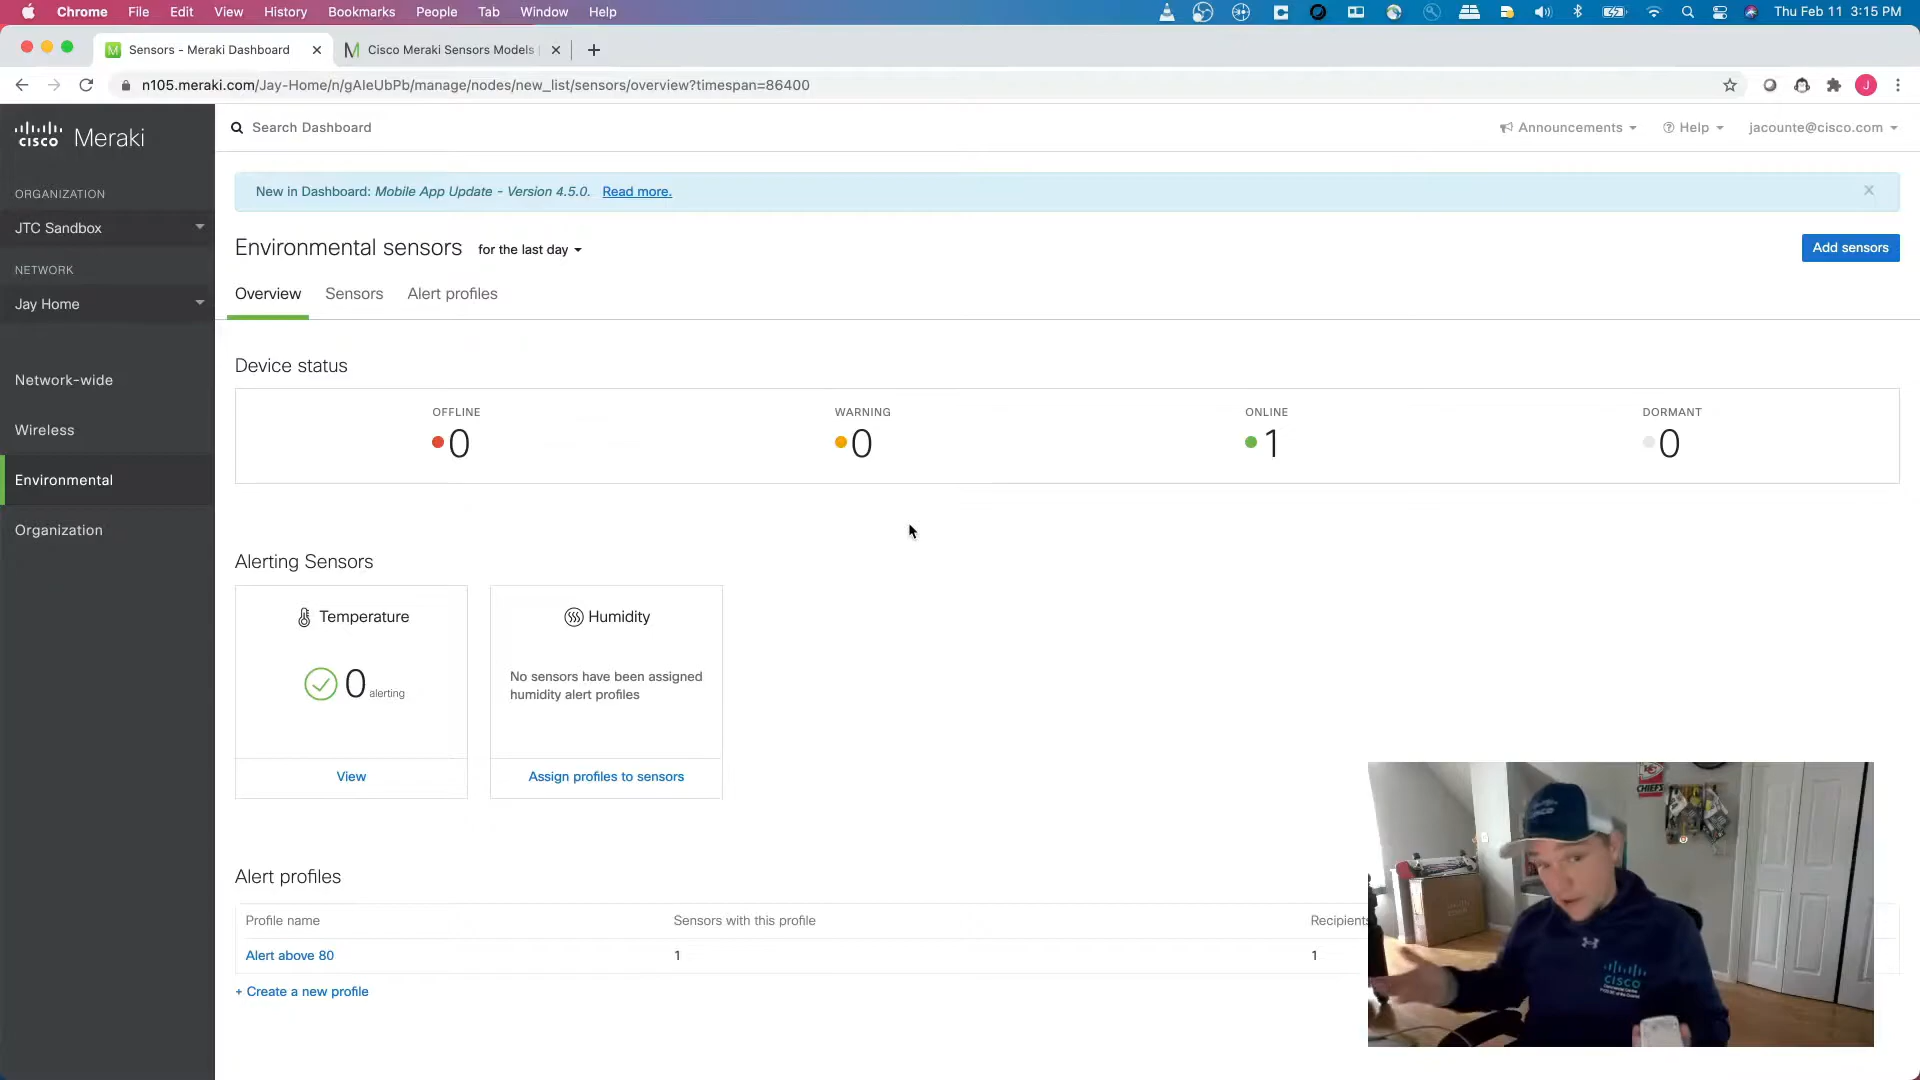 Chrome File Edit View History Bookmarks People Tab Window Help
Thu Feb 11 3:15 PM
Sensors - Meraki Dashboard
Cisco Meraki Sensors Models
n105.meraki.com/Jay-Home/n/gAleUbPb/manage/nodes/new_list/sensors/overview?timespan=86400
J
cisco Meraki
Search Dashboard
Announcements
Help
jacounte@cisco.com
New in Dashboard: Mobile App Update - Version 4.5.0. Read more.
ORGANIZATION
JTC Sandbox
NETWORK
Jay Home
Network-wide
Wireless
Environmental
Organization
Environmental sensors for the last day
Add sensors
Overview Sensors Alert profiles
Device status
OFFLINE
0
WARNING
0
ONLINE
1
DORMANT
0
Alerting Sensors
Temperature
0 alerting
View
Humidity
No sensors have been assigned
humidity alert profiles
Assign profiles to sensors
Alert profiles
Profile name Sensors with this profile Recipients
Alert above 80 1 1
+ Create a new profile
CHIEFS
CISCO